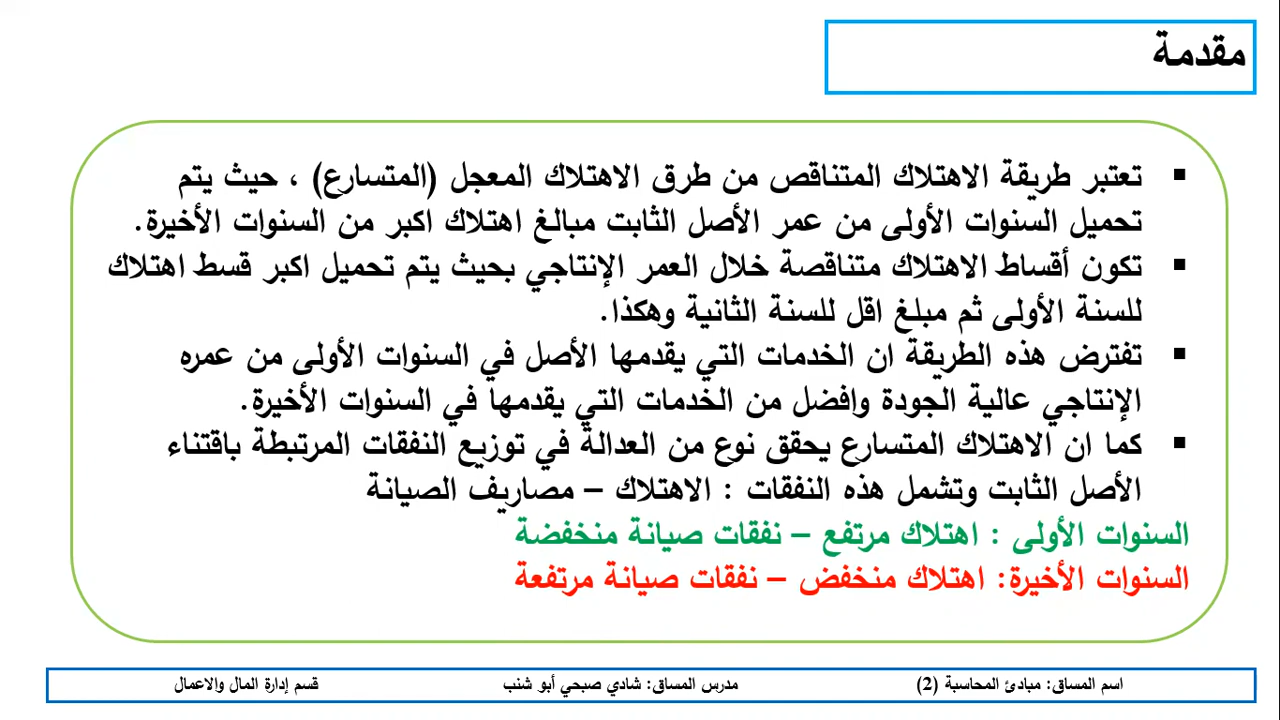 مقدمة
▪ تعتبر طريقة الاهتلاك المتناقص من طرق الاهتلاك المعجل (المتسارع) ، حيث يتم
تحميل السنوات الأولى من عمر الأصل الثابت مبالغ اهتلاك اكبر من السنوات الأخيرة.
▪ تكون أقساط الاهتلاك متناقصة خلال العمر الإنتاجي بحيث يتم تحميل اكبر قسط اهتلاك
للسنة الأولى ثم مبلغ اقل للسنة الثانية وهكذا.
▪ تفترض هذه الطريقة ان الخدمات التي يقدمها الأصل في السنوات الأولى من عمره
الإنتاجي عالية الجودة وافضل من الخدمات التي يقدمها في السنوات الأخيرة.
▪ كما ان الاهتلاك المتسارع يحقق نوع من العدالة في توزيع النفقات المرتبطة باقتناء
الأصل الثابت وتشمل هذه النفقات : الاهتلاك – مصاريف الصيانة
السنوات الأولى : اهتلاك مرتفع – نفقات صيانة منخفضة
السنوات الأخيرة: اهتلاك منخفض – نفقات صيانة مرتفعة
اسم المساق: مبادئ المحاسبة (2) مدرس المساق: شادي صبحي أبو شنب قسم إدارة المال والاعمال